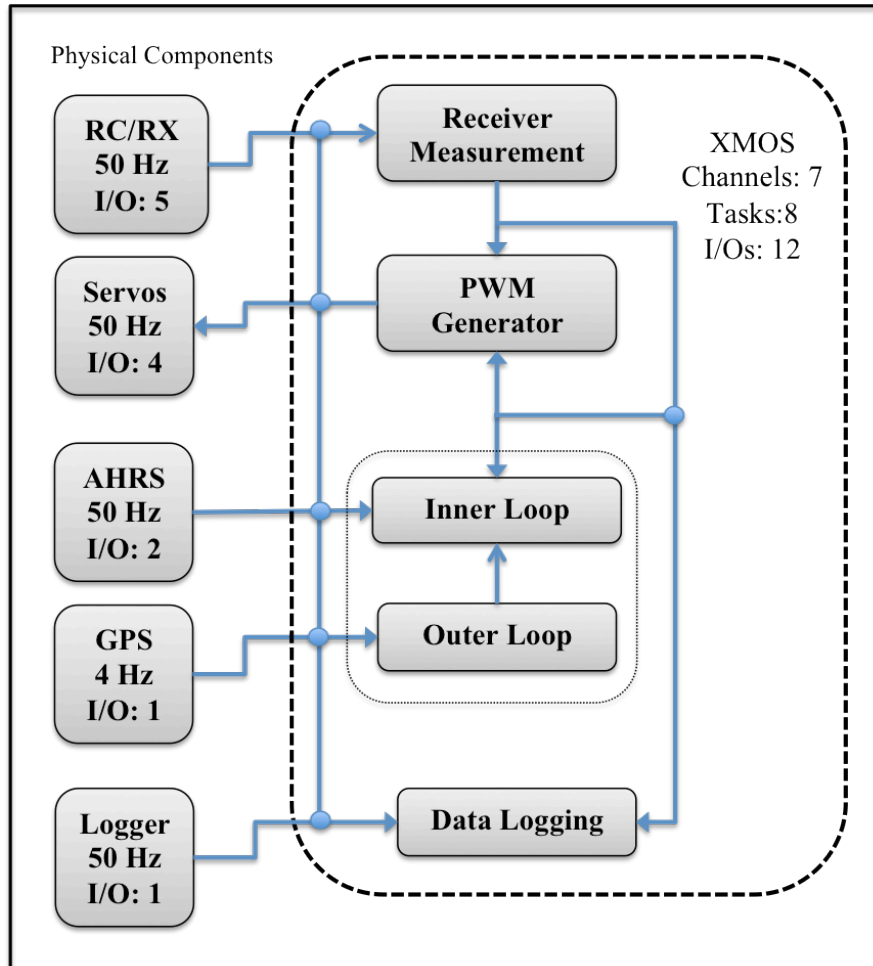 Physical Components
RC/RX
50 Hz
I/O: 5
Receiver
Measurement
XMOS
Channels: 7
Tasks:8
I/Os: 12
Servos
50 Hz
I/O: 4
PWM
Generator
AHRS
50 Hz
I/O: 2
Inner Loop
GPS
4 Hz
I/O: 1
Outer Loop
Logger
50 Hz
I/O: 1
Data Logging